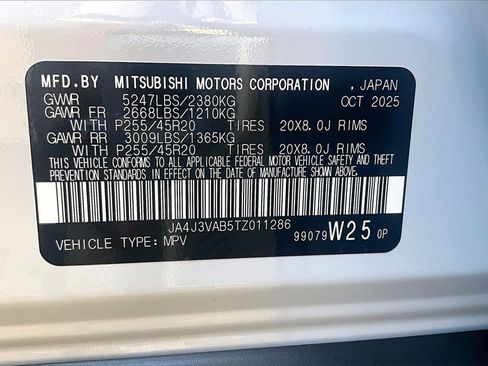 MFD.BY MITSUBISHI MOTORS CORPORATION , JAPAN
GVWR 5247LBS/2380KG OCT 2025
GAWR FR 2668LBS/1210KG
WITH P255/45R20 TIRES 20X8.0J RIMS
GAWR RR 3009LBS/1365KG
WITH P255/45R20 TIRES 20X8.0J RIMS
THIS VEHICLE CONFORMS TO ALL APPLICABLE FEDERAL MOTOR VEHICLE SAFETY AND THEFT
PREVENTION STANDARDS IN EFFECT ON THE DATE OF MANUFACTURE SHOWN ABOVE.
JA4J3VAB5TZ011286
VEHICLE TYPE: MPV 99079 W25 0P